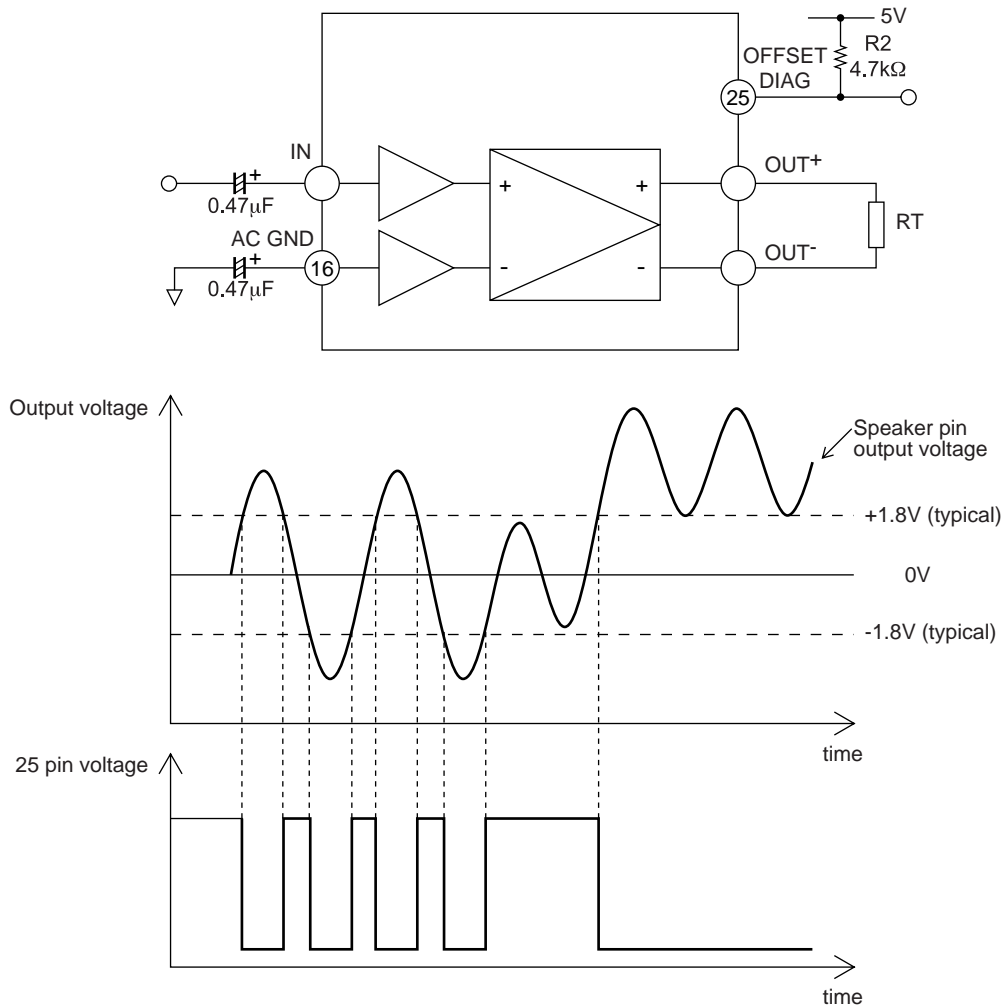 5V
OFFSET
DIAG
R2
4.7kΩ
25
IN
OUT+
+
+
+
0.47µF
RT
AC GND
OUT-
+
16
-
-
0.47µF
Output voltage
Speaker pin
output voltage
+1.8V (typical)
0V
-1.8V (typical)
time
25 pin voltage
time